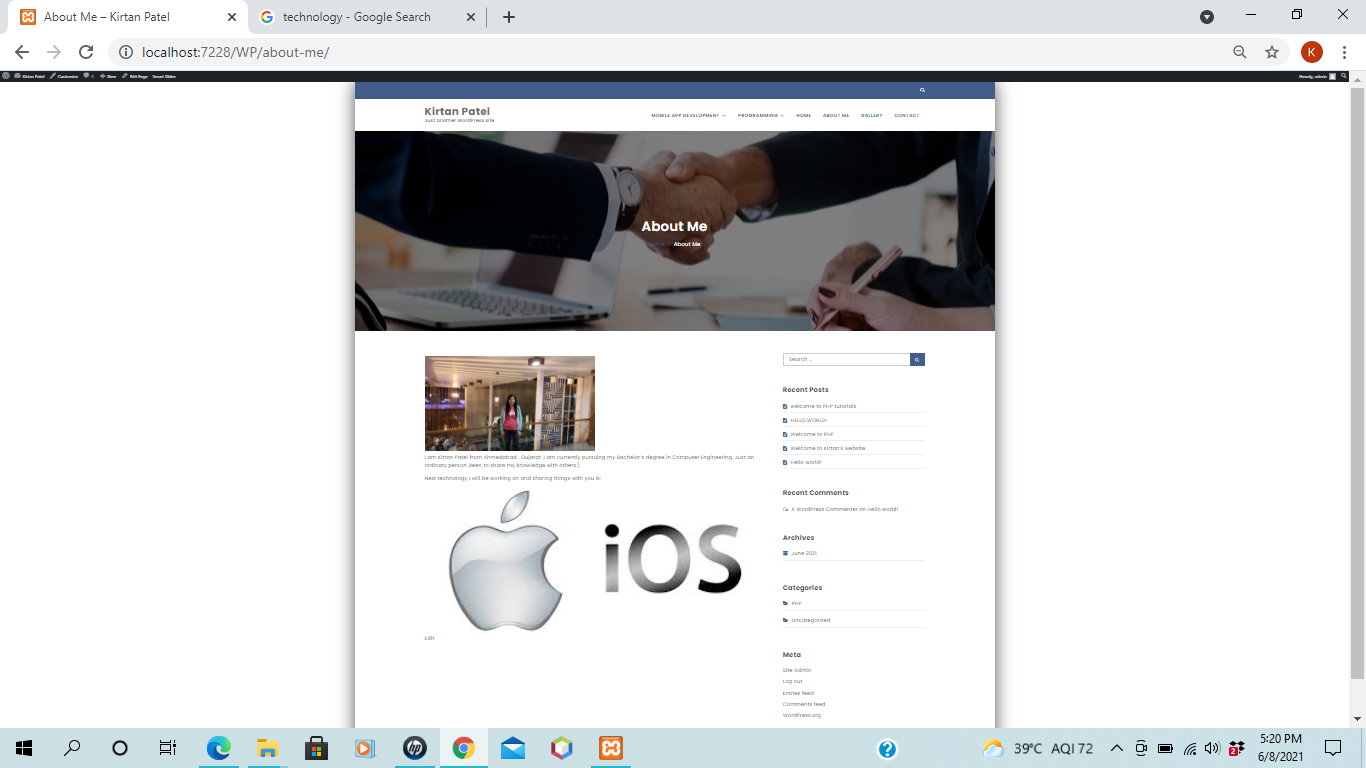 About Me – Kirtan Patel
technology - Google Search
localhost:7228/WP/about-me/
K
Kirtan Patel Customize 0 New Edit Page Smart Slider
Howdy, admin
Kirtan Patel
Just another WordPress site
MOBILE APP DEVELOPMENT PROGRAMMING HOME ABOUT ME GALLERY CONTACT
About Me
Home About Me
I am Kirtan Patel from Ahmedabad , Gujarat. I am currently pursuing my Bachelor's degree in Computer Engineering. Just an
ordinary person ,keen to share my knowledge with others:)
Next technology I will be working on and sharing things with you is:
iOS
Edit
Search …
Recent Posts
welcome to PHP tutorials
HELLO,WORLD!
Welcome to PHP
Welcome to Kirtan's website
Hello world!
Recent Comments
A WordPress Commenter on Hello world!
Archives
June 2021
Categories
PHP
Uncategorized
Meta
Site Admin
Log out
Entries feed
Comments feed
WordPress.org
hp
?
39°C AQI 72
2
5:20 PM
6/8/2021